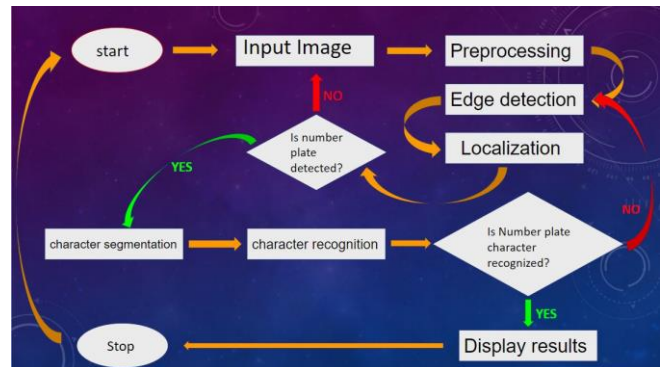 start
Input Image
Preprocessing
NO
Edge detection
Is number
plate
detected?
Localization
YES
NO
character segmentation
character recognition
Is Number plate
character
recognized?
YES
Stop
Display results